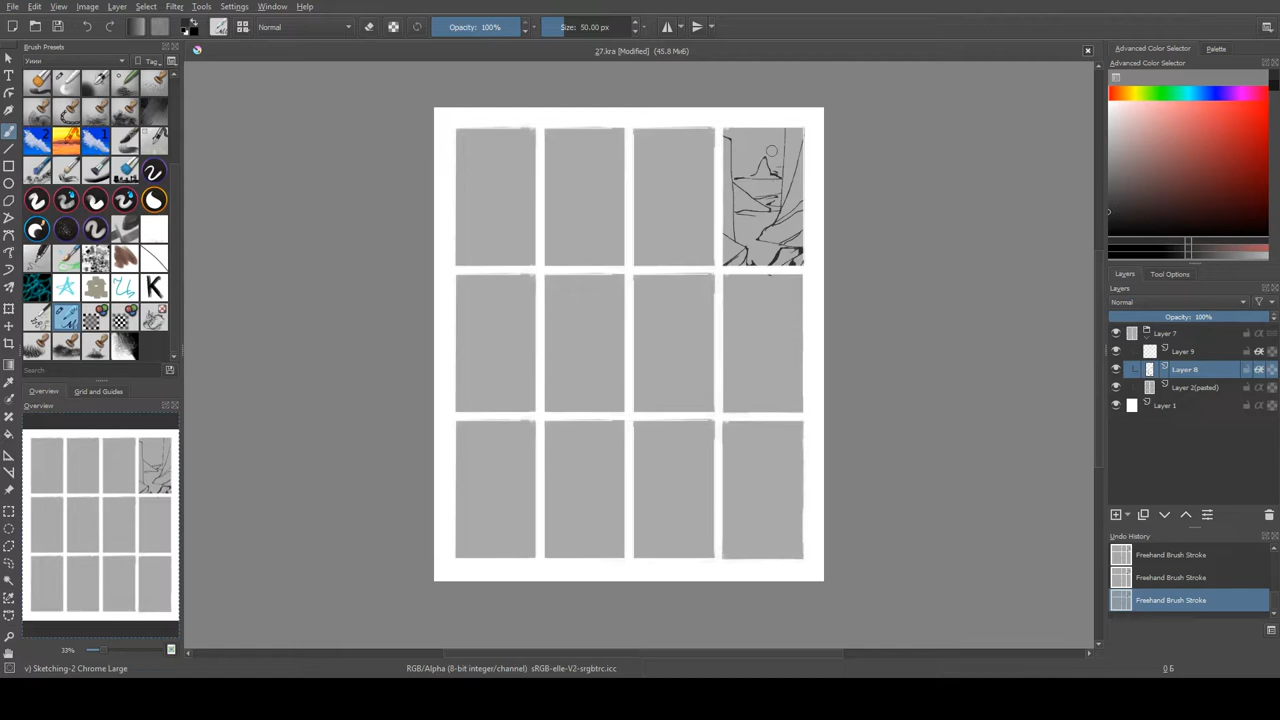 File Edit View Image Layer Select Filter Tools Settings Window Help
Normal Opacity: 100% Size: 50.00 px
Brush Presets
27.kra [Modified] (45.8 Миб)
Advanced Color Selector Palette
Advanced Color Selector
Tag
2 1
K
Search
Overview Grid and Guides
Overview
33%
Layers Tool Options
Layers
Normal
Opacity: 100%
Layer 7
Layer 9
Layer 8
Layer 2(pasted)
Layer 1
Undo History
Freehand Brush Stroke
Freehand Brush Stroke
Freehand Brush Stroke
v) Sketching-2 Chrome Large RGB/Alpha (8-bit integer/channel) sRGB-elle-V2-srgbtrc.icc 0 Б